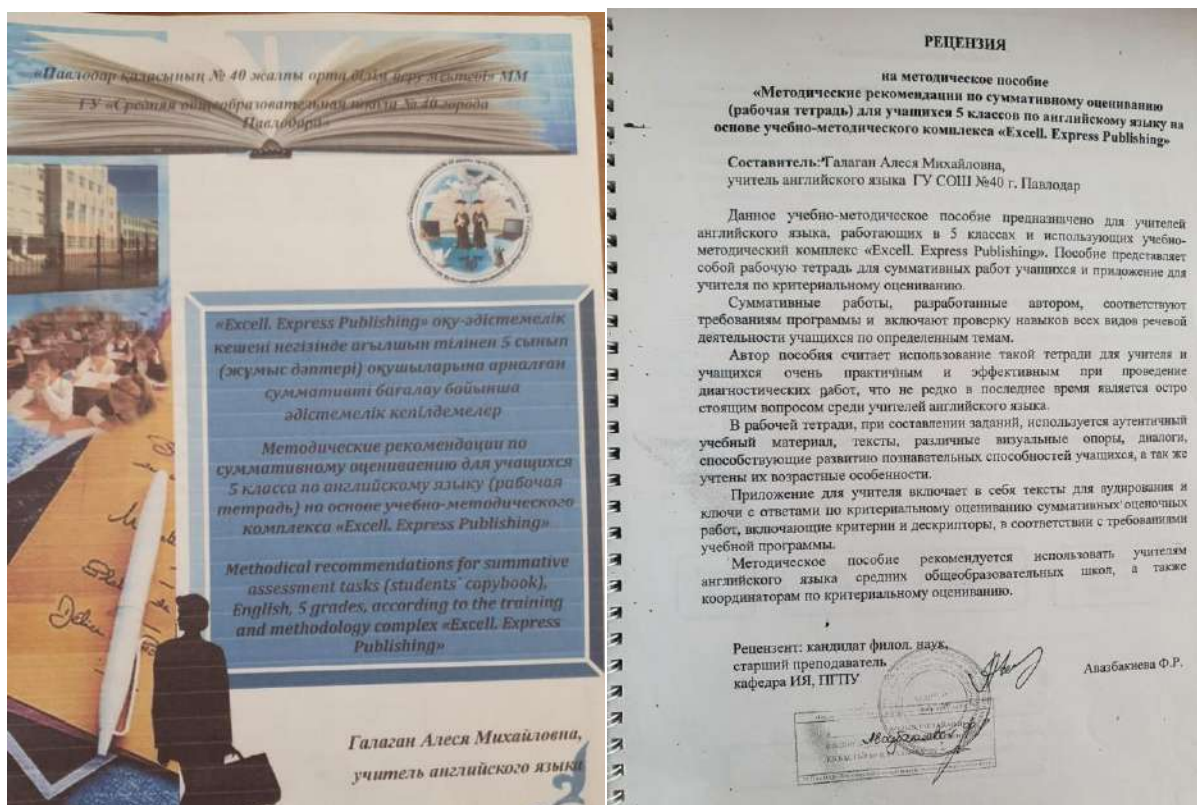 «Павлодар қаласының № 40 жалпы орта білім беру мектебі» ММ
ГУ «Средняя общеобразовательная школа № 40 города
Павлодара»
«Excell. Express Publishing» оқу-әдістемелік
кешені негізінде ағылшын тілінен 5 сынып
(жұмыс дәптері) оқушыларына арналған
суммативті бағалау бойынша
әдістемелік кепілдемелер
Методические рекомендации по
суммативному оцениваению для учащихся
5 класса по английскому языку (рабочая
тетрадь) на основе учебно-методического
комплекса «Excell. Express Publishing»
Methodical recommendations for summative
assessment tasks (students` copybook),
English, 5 grades, according to the training
and methodology complex «Excell. Express
Publishing»
Галаган Алеся Михайловна,
учитель английского языка
РЕЦЕНЗИЯ
на методическое пособие
«Методические рекомендации по суммативному оцениванию
(рабочая тетрадь) для учащихся 5 классов по английскому языку на
основе учебно-методического комплекса «Excell. Express Publishing»
Составитель: Галаган Алеся Михайловна,
учитель английского языка ГУ СОШ №40 г. Павлодар
Данное учебно-методическое пособие предназначено для учителей
английского языка, работающих в 5 классах и использующих учебно-
методический комплекс «Excell. Express Publishing». Пособие представляет
собой рабочую тетрадь для суммативных работ учащихся и приложение для
учителя по критериальному оцениванию.
Суммативные работы, разработанные автором, соответствуют
требованиям программы и включают проверку навыков всех видов речевой
деятельности учащихся по определенным темам.
Автор пособия считает использование такой тетради для учителя и
учащихся очень практичным и эффективным при проведение
диагностических работ, что не редко в последнее время является остро
стоящим вопросом среди учителей английского языка.
В рабочей тетради, при составлении заданий, используется аутентичный
учебный материал, тексты, различные визуальные опоры, диалоги,
способствующие развитию познавательных способностей учащихся, а так же
учтены их возрастные особенности.
Приложение для учителя включает в себя тексты для аудирования и
ключи с ответами по критериальному оцениванию суммативных оценочных
работ, включающие критерии и дескрипторы, в соответствии с требованиями
учебной программы.
Методическое пособие рекомендуется использовать учителям
английского языка средних общеобразовательных школ, а также
координаторам по критериальному оцениванию.
Рецензент: кандидат филол. наук,
старший преподаватель
кафедра ИЯ, ПГПУ
Авазбакиева Ф.Р.